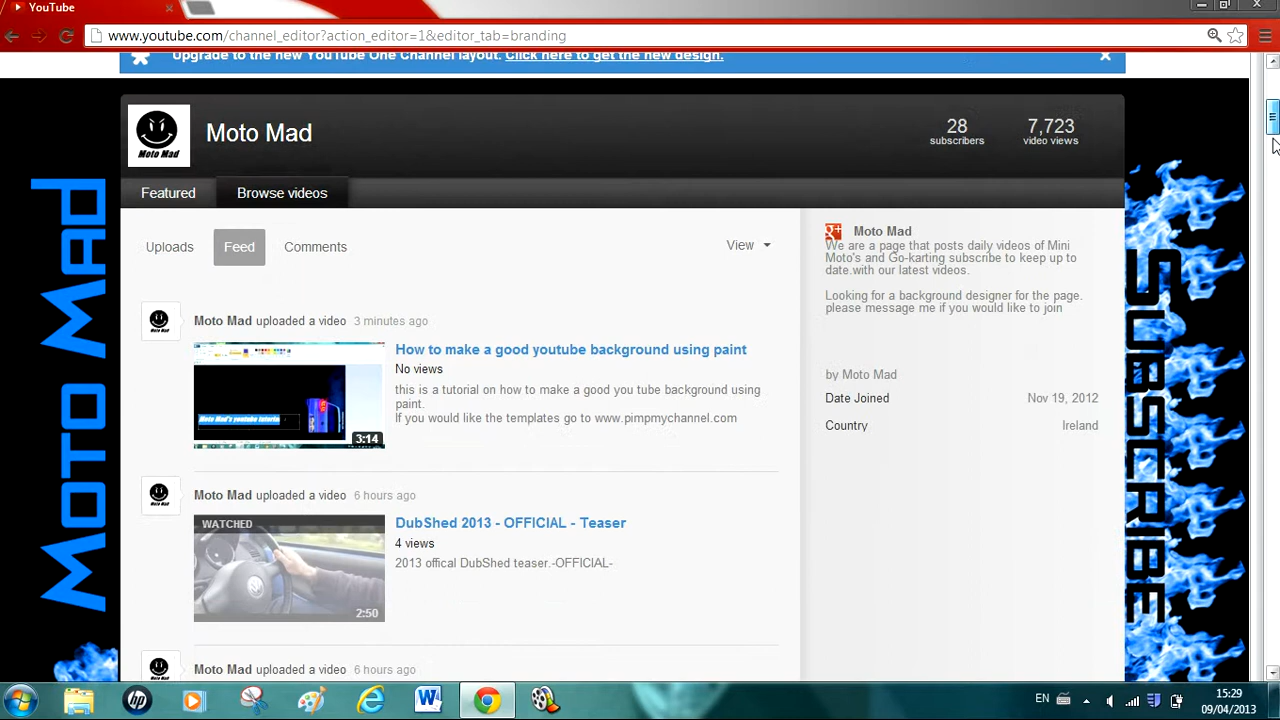 YouTube
www.youtube.com/channel_editor?action_editor=1&editor_tab=branding
Upgrade to the new YouTube One Channel layout. Click here to get the new design.
Moto Mad
Moto Mad
28
subscribers
7,723
video views
Featured
Browse videos
Uploads
Feed
Comments
View
Moto Mad
We are a page that posts daily videos of Mini
Moto's and Go-karting subscribe to keep up to
date.with our latest videos.
Looking for a background designer for the page.
please message me if you would like to join
by Moto Mad
Date Joined
Nov 19, 2012
Country
Ireland
Moto Mad uploaded a video 3 minutes ago
How to make a good youtube background using paint
No views
this is a tutorial on how to make a good you tube background using
paint.
If you would like the templates go to www.pimpmychannel.com
3:14
Moto Mad uploaded a video 6 hours ago
WATCHED
DubShed 2013 - OFFICIAL - Teaser
4 views
2013 offical DubShed teaser.-OFFICIAL-
2:50
Moto Mad uploaded a video 6 hours ago
Moto Mad
Subscribe
EN
15:29
09/04/2013